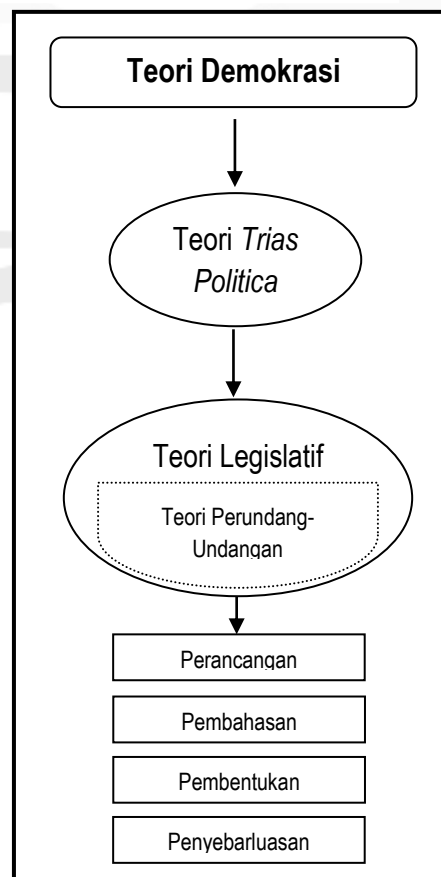 Teori Demokrasi
Teori Trias
Politica
Teori Legislatif
Teori Perundang-
Undangan
Perancangan
Pembahasan
Pembentukan
Penyebarluasan